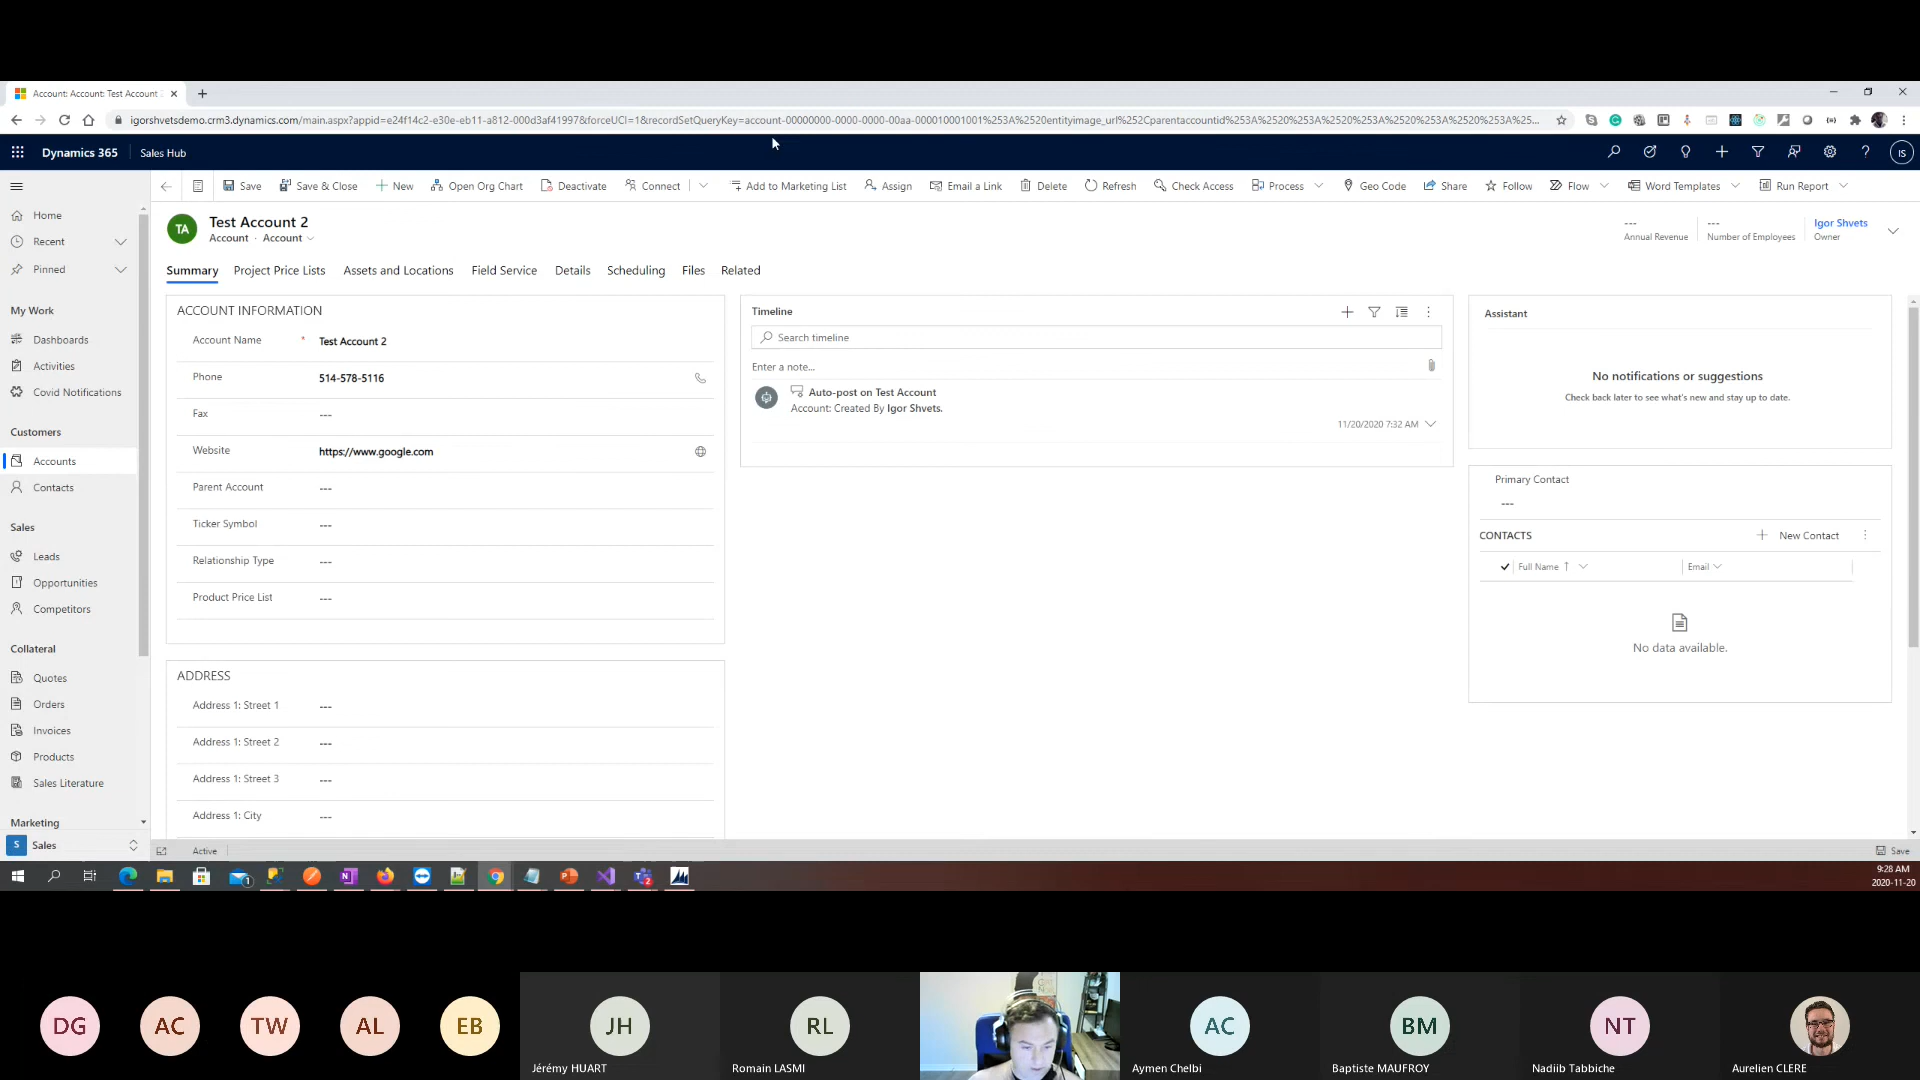 Account: Account: Test Account 2
igorshvetsdemo.crm3.dynamics.com/main.aspx?appid=e24f14c2-e30e-eb11-a812-000d3af41997&forceUCI=1&recordSetQueryKey=account-00000000-0000-0000-00aa-000010001001%253A%2520entityimage_url%252Cparentaccountid%253A%2520%253A%2520%253A%2520%253A%2520%253A%25...
Dynamics 365 Sales Hub
IS
Save Save & Close New Open Org Chart Deactivate Connect Add to Marketing List Assign Email a Link Delete Refresh Check Access Process Geo Code Share Follow Flow Word Templates Run Report
Home
Recent
Pinned
My Work
Dashboards
Activities
Covid Notifications
Customers
Accounts
Contacts
Sales
Leads
Opportunities
Competitors
Collateral
Quotes
Orders
Invoices
Products
Sales Literature
Marketing
S Sales
TA
Test Account 2
Account · Account
--- Annual Revenue
--- Number of Employees
Igor Shvets
Owner
Summary Project Price Lists Assets and Locations Field Service Details Scheduling Files Related
ACCOUNT INFORMATION
Account Name * Test Account 2
Phone 514-578-5116
Fax ---
Website https://www.google.com
Parent Account ---
Ticker Symbol ---
Relationship Type ---
Product Price List ---
ADDRESS
Address 1: Street 1 ---
Address 1: Street 2 ---
Address 1: Street 3 ---
Address 1: City ---
Timeline
Search timeline
Enter a note...
Auto-post on Test Account
Account: Created By Igor Shvets.
11/20/2020 7:32 AM
Assistant
No notifications or suggestions
Check back later to see what's new and stay up to date.
Primary Contact
---
CONTACTS
New Contact
Full Name ↑ Email
No data available.
Active
Save
9:28 AM
2020-11-20
DG AC TW AL EB JH RL AC BM NT
Jérémy HUART
Romain LASMI
Aymen Chelbi
Baptiste MAUFROY
Nadiib Tabbiche
Aurelien CLERE